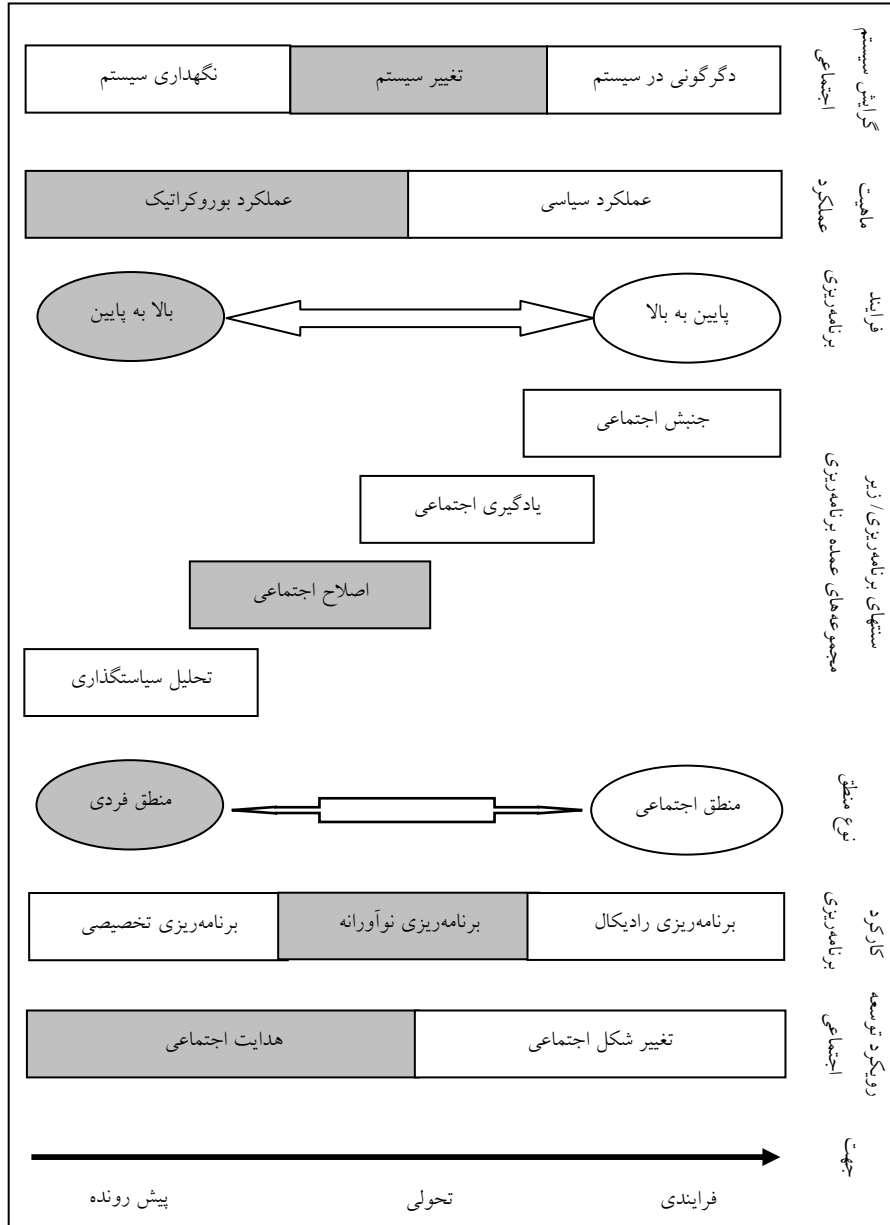 گرایش سیستم
اجتماعی
دگرگونی در سیستم
تغییر سیستم
نگهداری سیستم
ماهیت
عملکرد
عملکرد سیاسی
عملکرد بوروکراتیک
فرایند
برنامه‌ریزی
پایین به بالا
بالا به پایین
سنتهای برنامه‌ریزی/ زیر
مجموعه‌های عمده برنامه‌ریزی
جنبش اجتماعی
یادگیری اجتماعی
اصلاح اجتماعی
تحلیل سیاستگذاری
نوع منطق
منطق اجتماعی
منطق فردی
کارکرد
برنامه‌ریزی
برنامه‌ریزی رادیکال
برنامه‌ریزی نوآورانه
برنامه‌ریزی تخصیصی
رویکرد توسعه
اجتماعی
تغییر شکل اجتماعی
هدایت اجتماعی
جهت
فرایندی
تحولی
پیش رونده